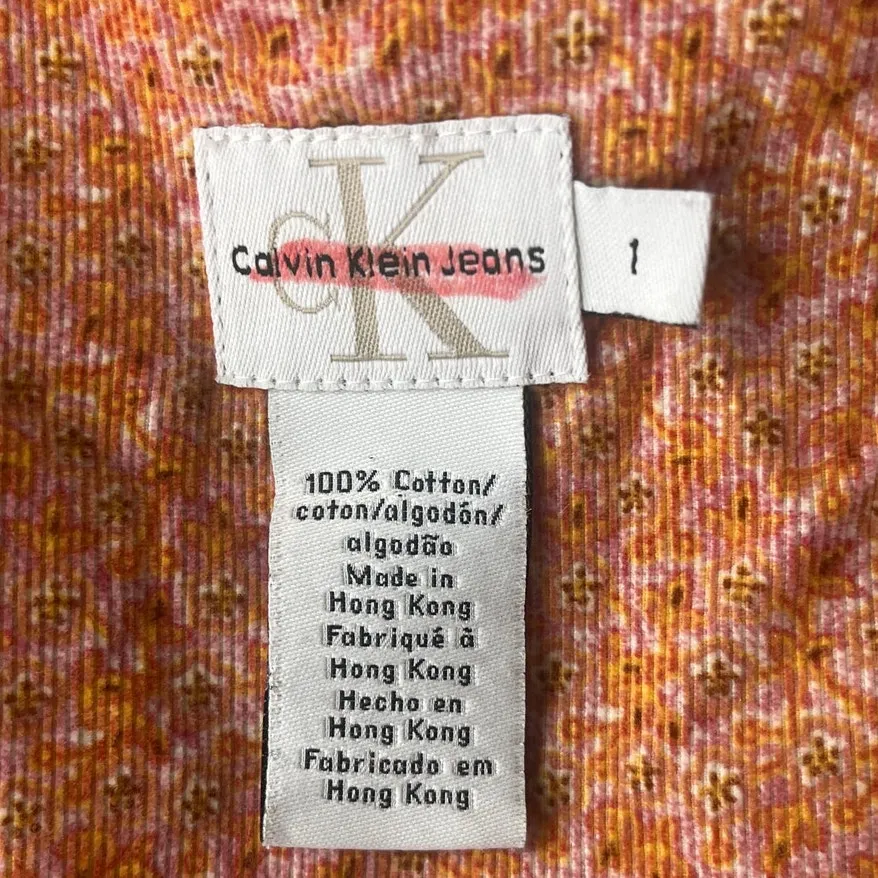 cK
Calvin Klein Jeans
1
100% Cotton/
coton/algodón/
algodão
Made in
Hong Kong
Fabriqué à
Hong Kong
Hecho en
Hong Kong
Fabricado em
Hong Kong